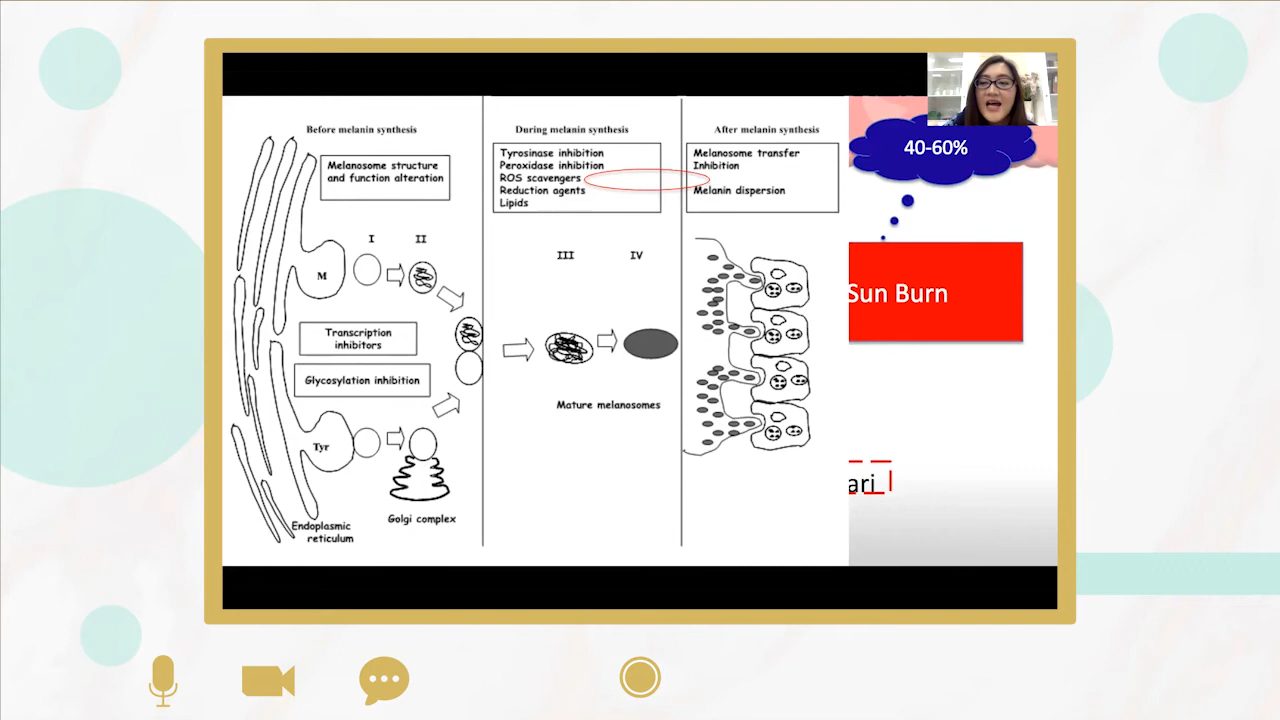 Before melanin synthesis
Melanosome structure
and function alteration
I
II
M
Transcription
inhibitors
Glycosylation inhibition
Tyr
Endoplasmic
reticulum
Golgi complex
During melanin synthesis
Tyrosinase inhibition
Peroxidase inhibition
ROS scavengers
Reduction agents
Lipids
III
IV
Mature melanosomes
After melanin synthesis
Melanosome transfer
Inhibition
Melanin dispersion
40-60%
Sun Burn
ari